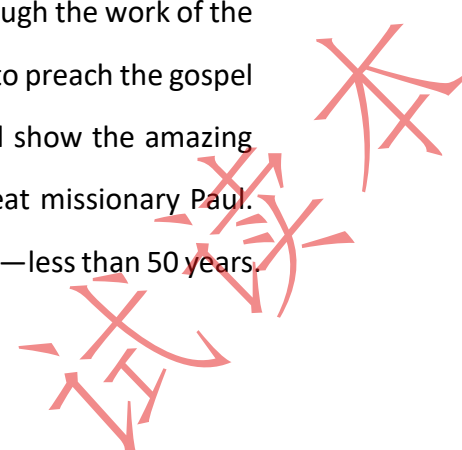 ugh the work of the
to preach the gospel
l show the amazing
eat missionary Paul.
—less than 50 years.
试读本